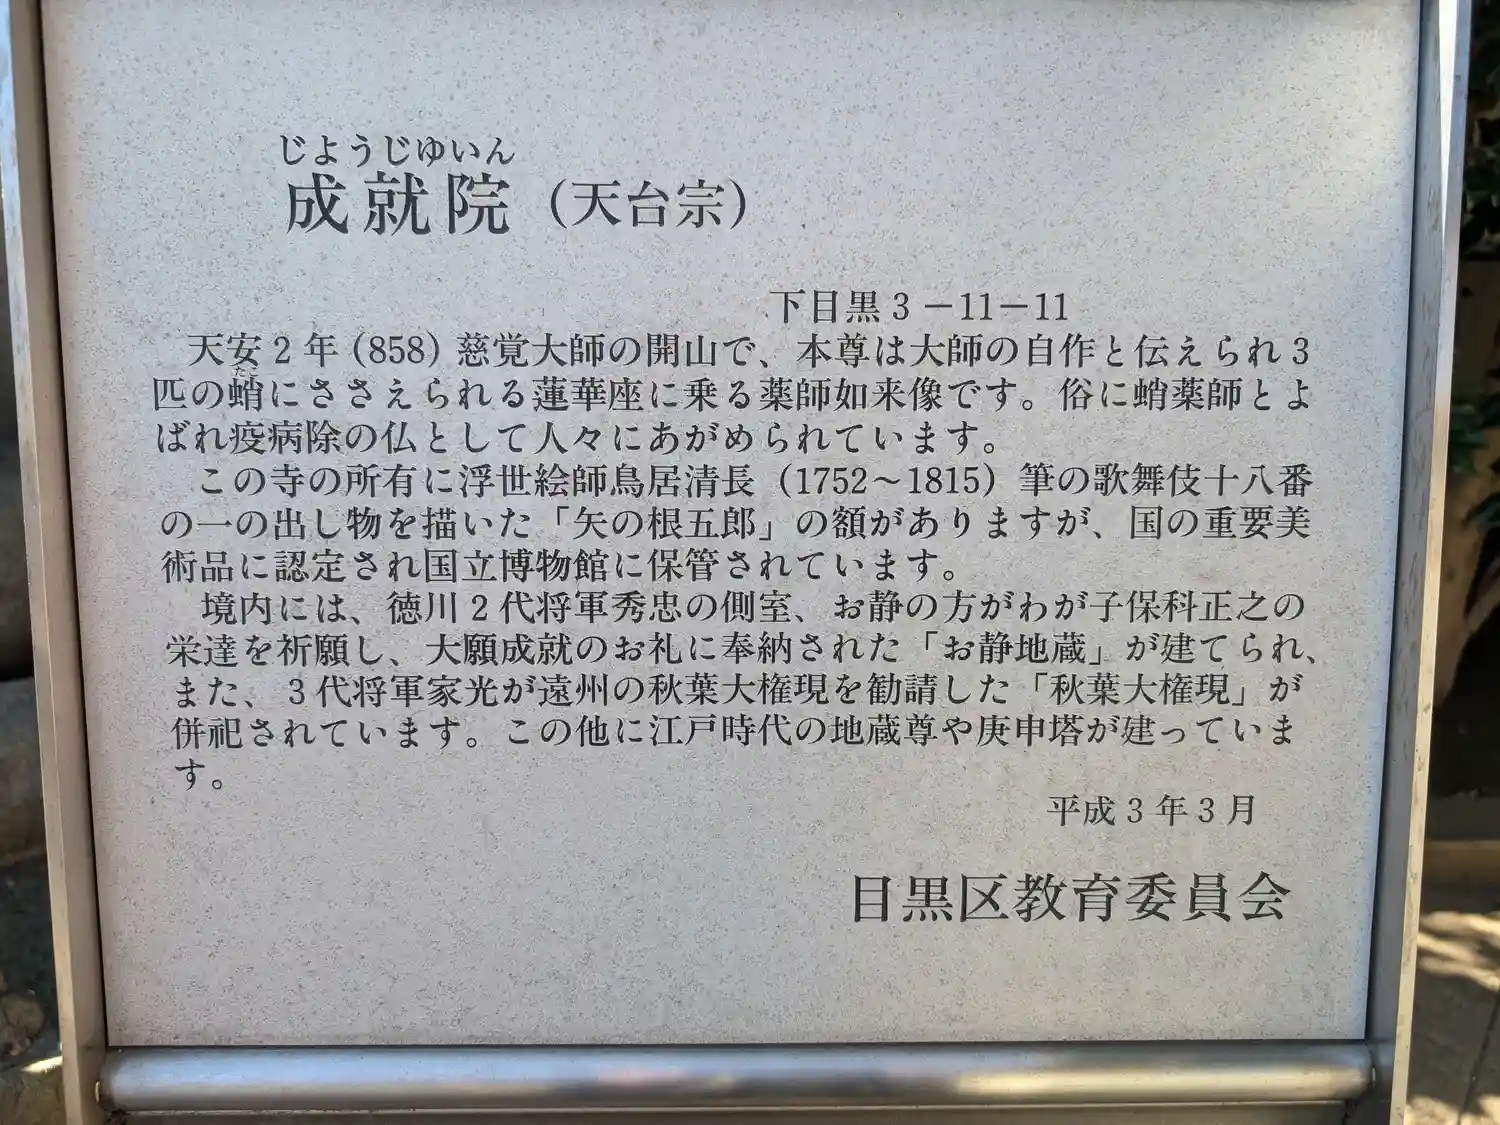 じようじゆいん
成就院（天台宗）
下目黒３－11－11
天安２年（858）慈覚大師の開山で、本尊は大師の自作と伝えられ３
たこ
匹の蛸にささえられる蓮華座に乗る薬師如来像です。俗に蛸薬師とよ
ばれ疫病除の仏として人々にあがめられています。
この寺の所有に浮世絵師鳥居清長（1752～1815）筆の歌舞伎十八番
の一の出し物を描いた「矢の根五郎」の額がありますが、国の重要美
術品に認定され国立博物館に保管されています。
境内には、徳川２代将軍秀忠の側室、お静の方がわが子保科正之の
栄達を祈願し、大願成就のお礼に奉納された「お静地蔵」が建てられ、
また、３代将軍家光が遠州の秋葉大権現を勧請した「秋葉大権現」が
併祀されています。この他に江戸時代の地蔵尊や庚申塔が建っていま
す。
平成３年３月
目黒区教育委員会